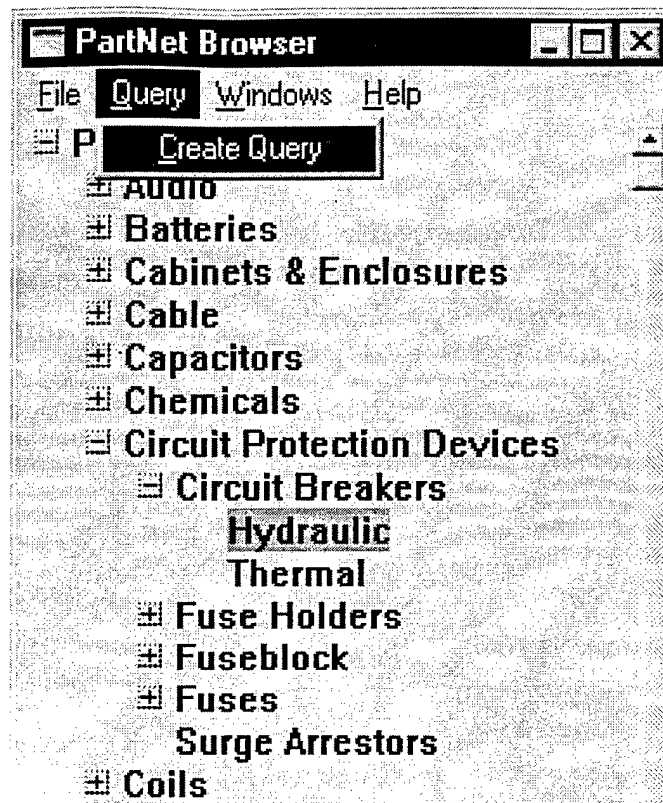 PartNet Browser
File Query Windows Help
P
Create Query
Audio
Batteries
Cabinets & Enclosures
Cable
Capacitors
Chemicals
Circuit Protection Devices
Circuit Breakers
Hydraulic
Thermal
Fuse Holders
Fuseblock
Fuses
Surge Arrestors
Coils